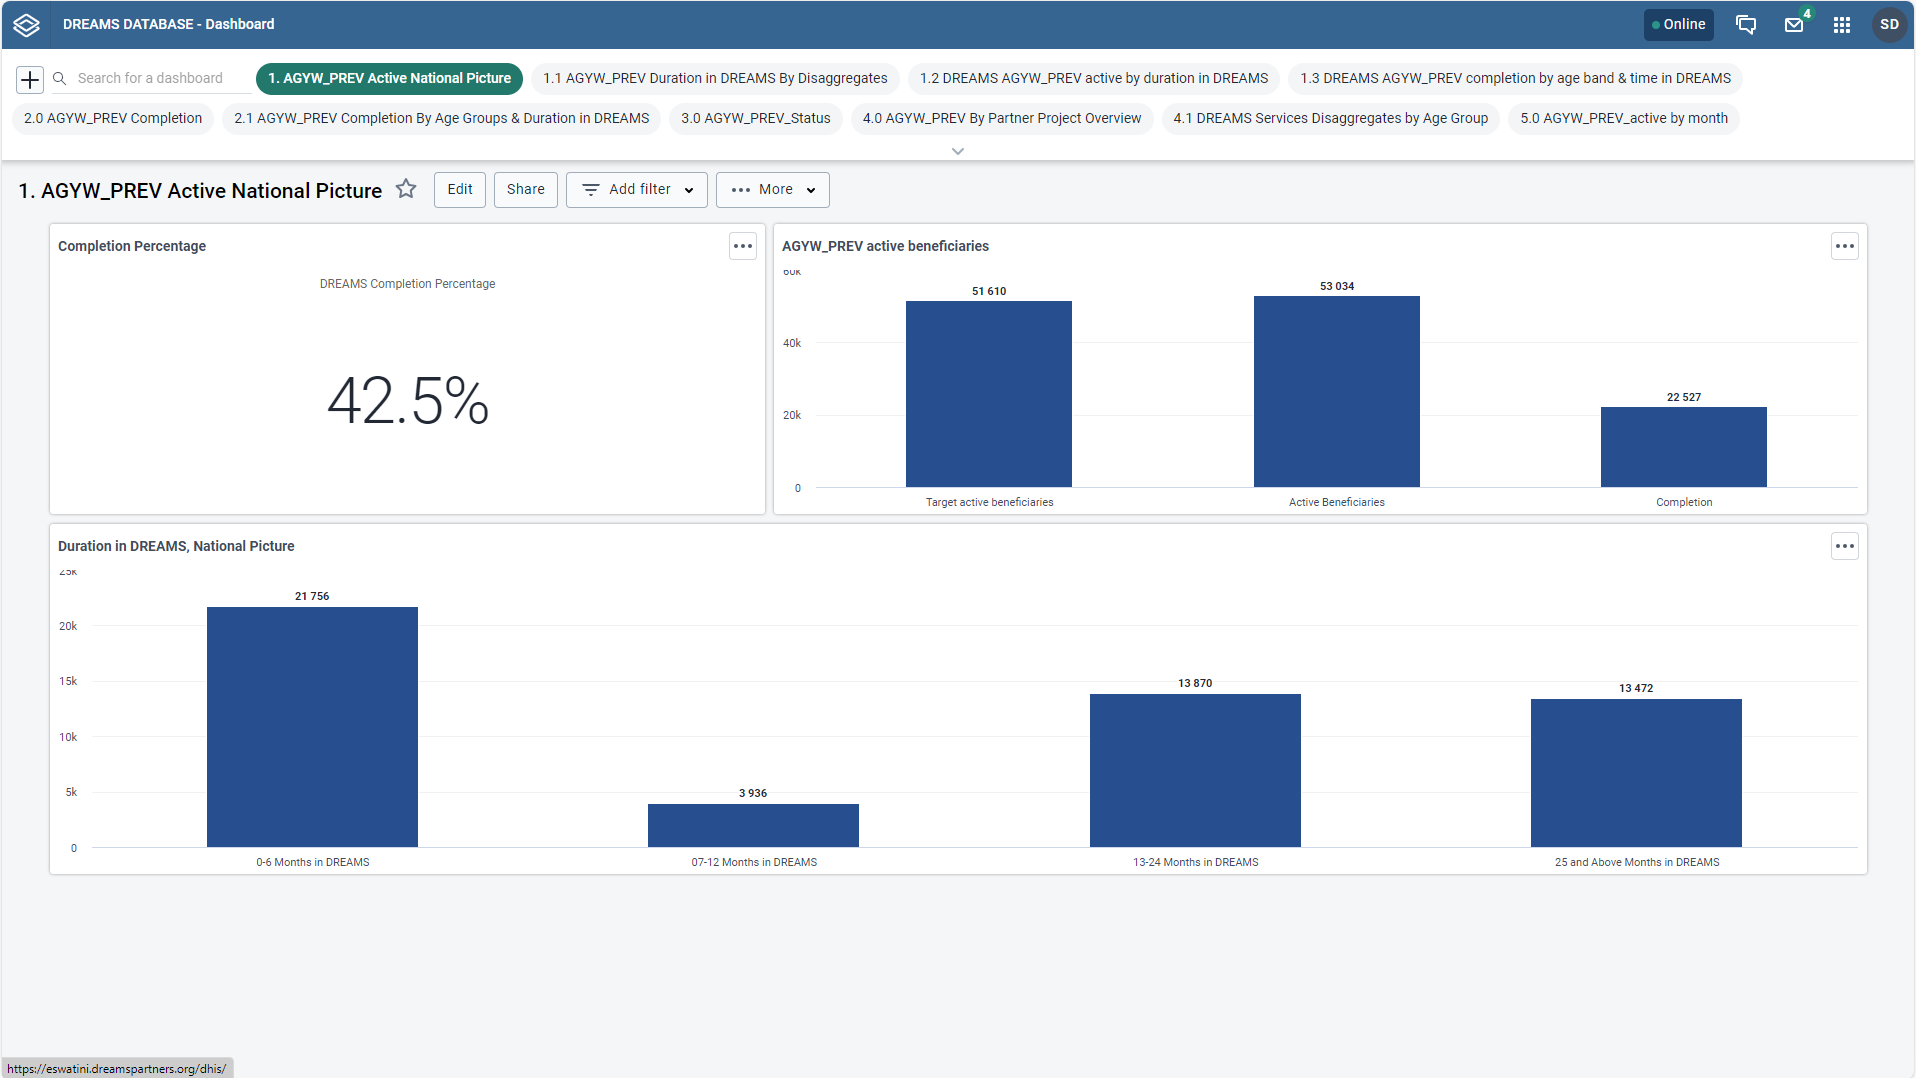 DREAMS DATABASE - Dashboard
Online
4
SD
Search for a dashboard
1. AGYW_PREV Active National Picture
1.1 AGYW_PREV Duration in DREAMS By Disaggregates
1.2 DREAMS AGYW_PREV active by duration in DREAMS
1.3 DREAMS AGYW_PREV completion by age band & time in DREAMS
2.0 AGYW_PREV Completion
2.1 AGYW_PREV Completion By Age Groups & Duration in DREAMS
3.0 AGYW_PREV_Status
4.0 AGYW_PREV By Partner Project Overview
4.1 DREAMS Services Disaggregates by Age Group
5.0 AGYW_PREV_active by month
1. AGYW_PREV Active National Picture
Edit
Share
Add filter
More
Completion Percentage
DREAMS Completion Percentage
42.5%
AGYW_PREV active beneficiaries
60k
40k
20k
0
51 610
53 034
22 527
Target active beneficiaries
Active Beneficiaries
Completion
Duration in DREAMS, National Picture
25k
20k
15k
10k
5k
0
21 756
3 936
13 870
13 472
0-6 Months in DREAMS
07-12 Months in DREAMS
13-24 Months in DREAMS
25 and Above Months in DREAMS
https://eswatini.dreamspartners.org/dhis/